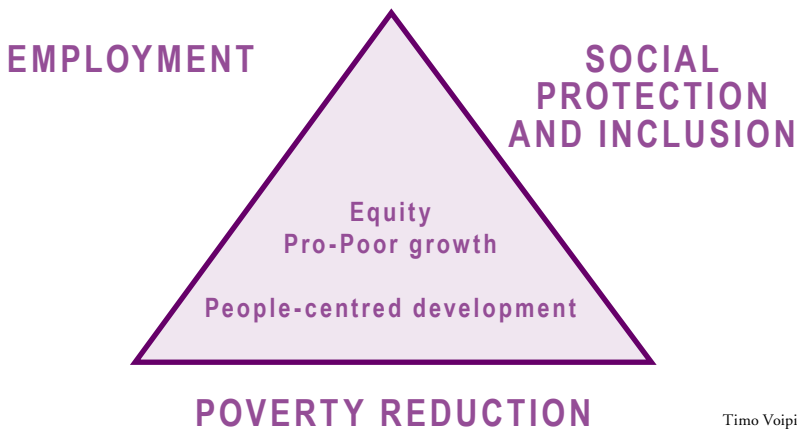 EMPLOYMENT
SOCIAL
PROTECTION
AND INCLUSION
Equity
Pro-Poor growth
People-centred development
POVERTY REDUCTION
Timo Voipi